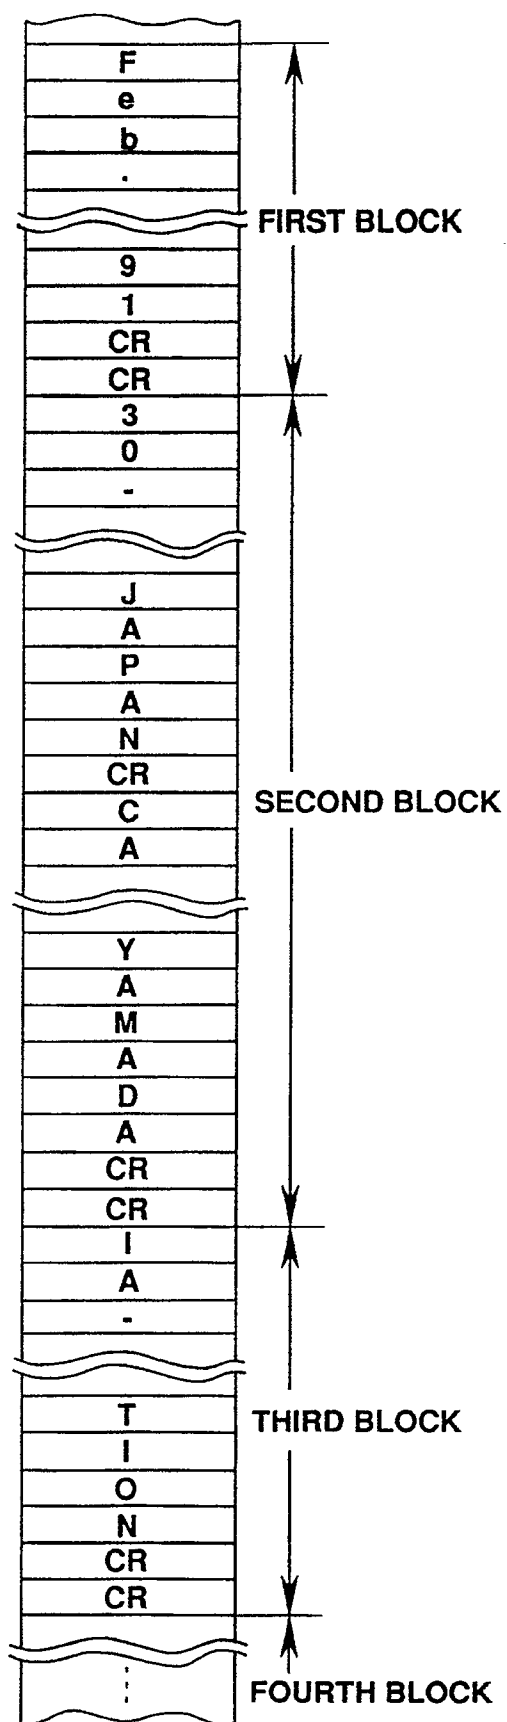 F
e
b
.
FIRST BLOCK
9
1
CR
CR
3
0
-
J
A
P
A
N
CR
C
A
SECOND BLOCK
Y
A
M
A
D
A
CR
CR
I
A
-
T
THIRD BLOCK
I
O
N
CR
CR
FOURTH BLOCK